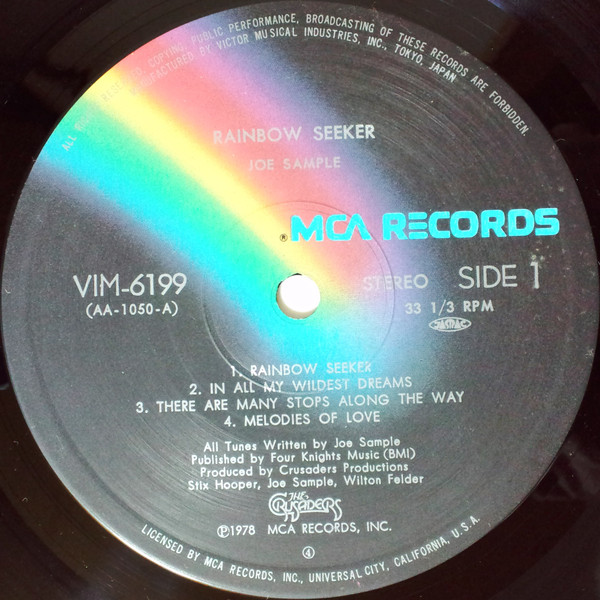 ALL RIGHTS RESERVED. COPYING, PUBLIC PERFORMANCE, BROADCASTING OF THESE RECORDS ARE FORBIDDEN.
MANUFACTURED BY VICTOR MUSICAL INDUSTRIES, INC., TOKYO, JAPAN
RAINBOW SEEKER
JOE SAMPLE
® MCA RECORDS
VIM-6199
(AA-1050-A)
STEREO SIDE 1
33 1/3 RPM
JASRAC
1. RAINBOW SEEKER
2. IN ALL MY WILDEST DREAMS
3. THERE ARE MANY STOPS ALONG THE WAY
4. MELODIES OF LOVE
All Tunes Written by Joe Sample
Published by Four Knights Music (BMI)
Produced by Crusaders Productions
Stix Hooper, Joe Sample, Wilton Felder
THE
CRUSADERS
℗1978 MCA RECORDS, INC.
④
LICENSED BY MCA RECORDS, INC., UNIVERSAL CITY, CALIFORNIA, U.S.A.